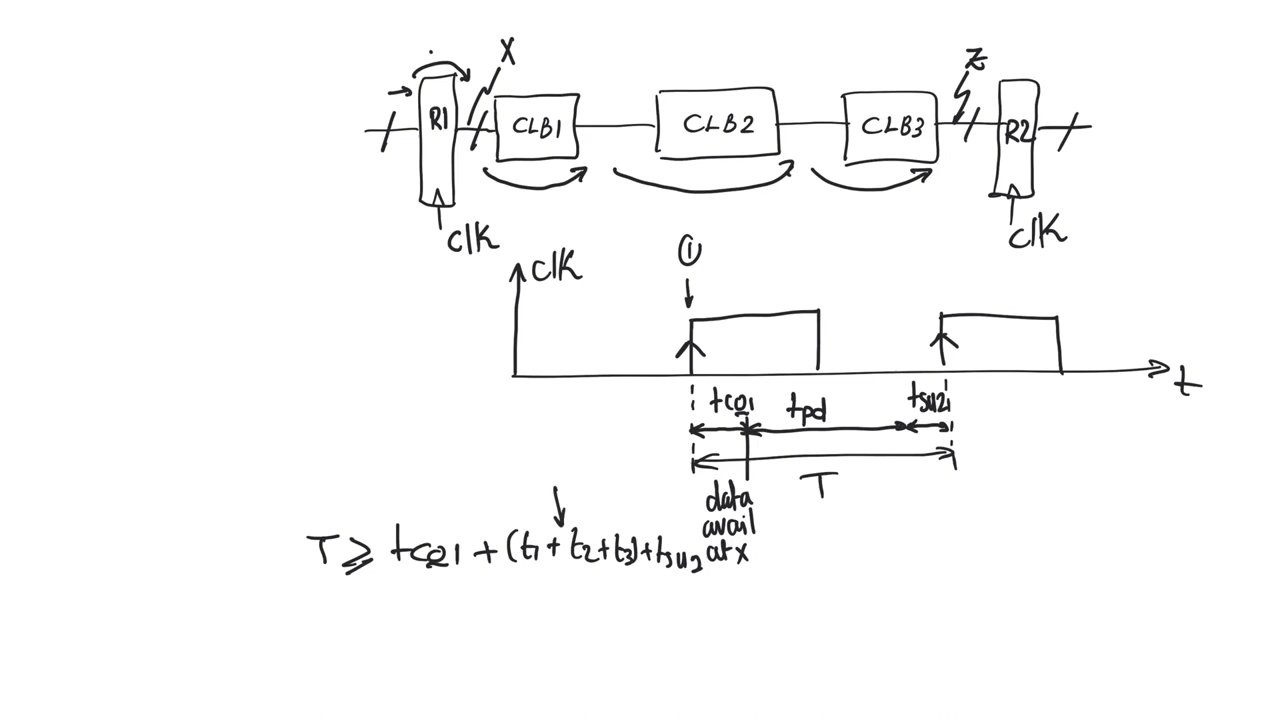 X
Z
R1
CLB1
CLB2
CLB3
R2
clk
clk
①
clk
t
tcq1
tpd
tsu2
T
data
avail
at x
T ≥ tcq1 + (t1 + t2 + t3) + tsu2